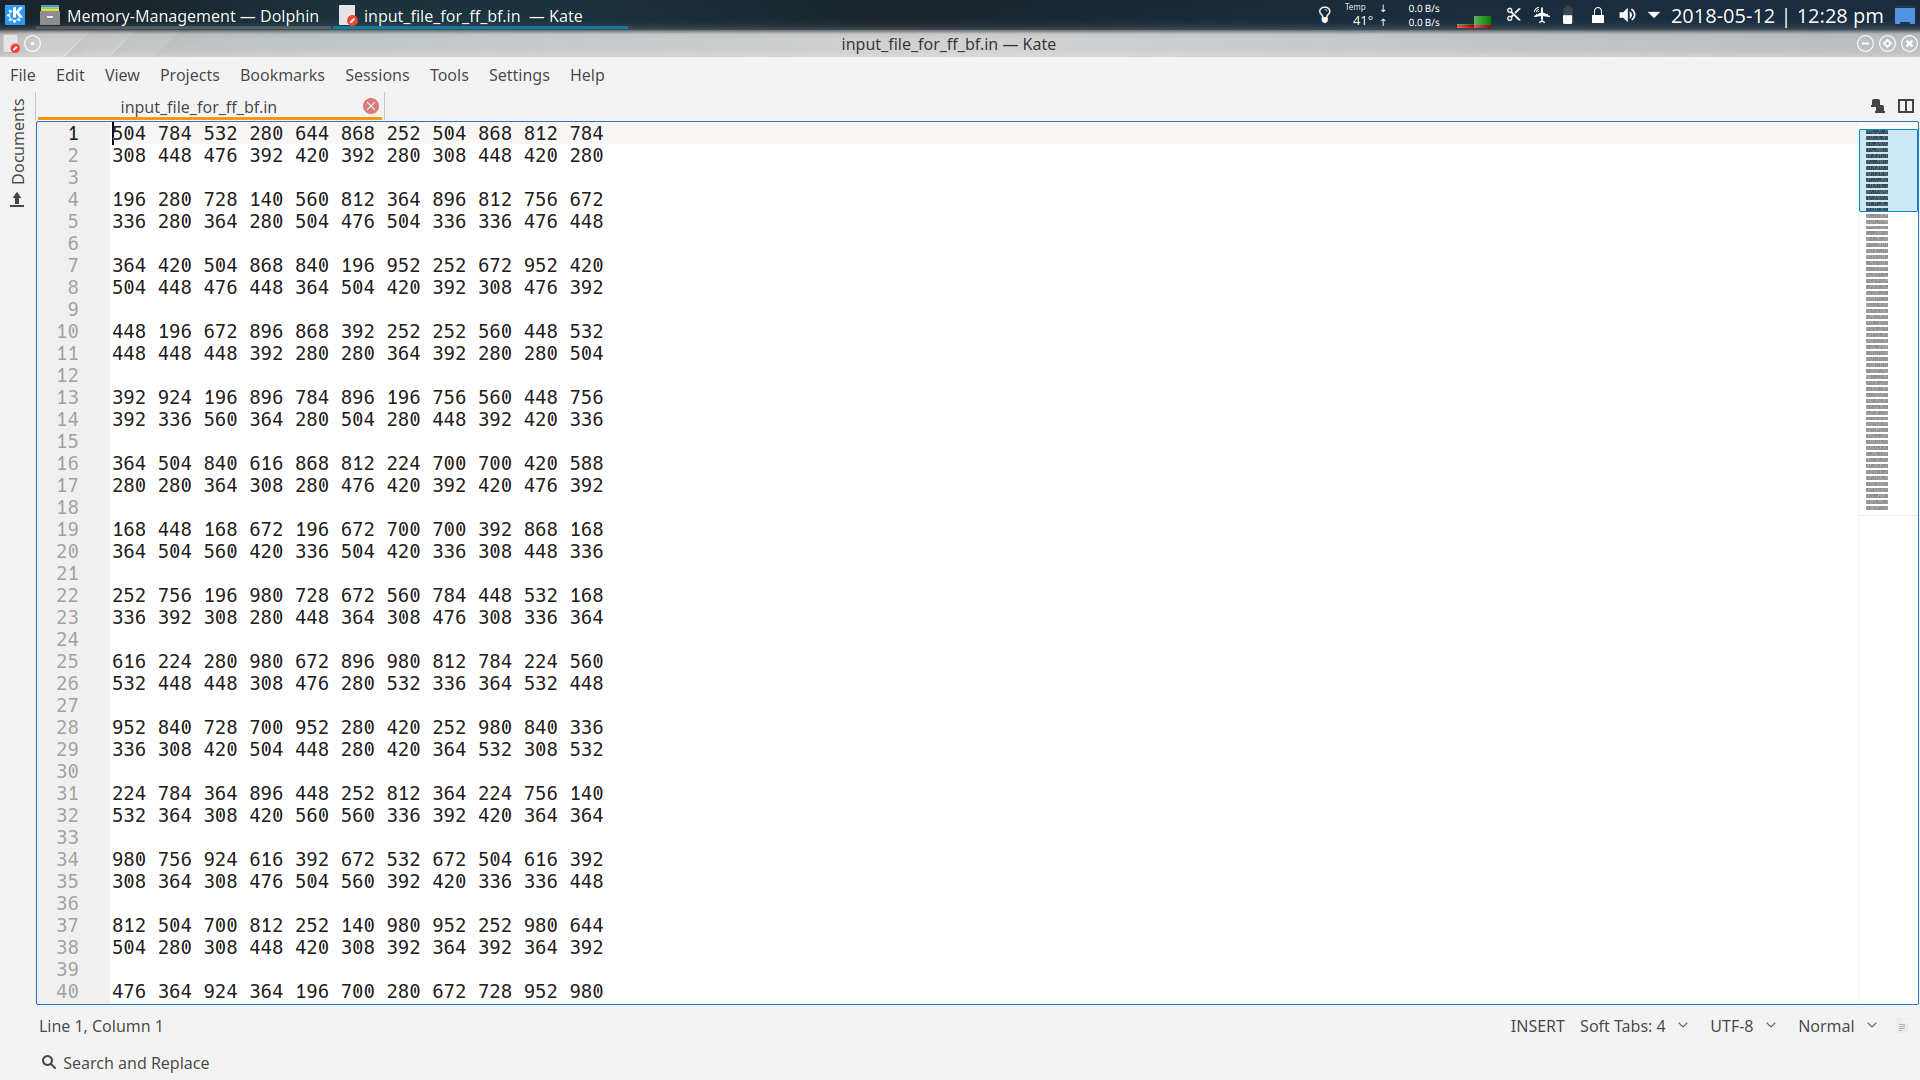 Memory-Management — Dolphin
input_file_for_ff_bf.in — Kate
Temp
41°
↓
↑
0.0 B/s
0.0 B/s
2018-05-12 | 12:28 pm
input_file_for_ff_bf.in — Kate
File Edit View Projects Bookmarks Sessions Tools Settings Help
Documents
input_file_for_ff_bf.in
1 504 784 532 280 644 868 252 504 868 812 784
2 308 448 476 392 420 392 280 308 448 420 280
3
4 196 280 728 140 560 812 364 896 812 756 672
5 336 280 364 280 504 476 504 336 336 476 448
6
7 364 420 504 868 840 196 952 252 672 952 420
8 504 448 476 448 364 504 420 392 308 476 392
9
10 448 196 672 896 868 392 252 252 560 448 532
11 448 448 448 392 280 280 364 392 280 280 504
12
13 392 924 196 896 784 896 196 756 560 448 756
14 392 336 560 364 280 504 280 448 392 420 336
15
16 364 504 840 616 868 812 224 700 700 420 588
17 280 280 364 308 280 476 420 392 420 476 392
18
19 168 448 168 672 196 672 700 700 392 868 168
20 364 504 560 420 336 504 420 336 308 448 336
21
22 252 756 196 980 728 672 560 784 448 532 168
23 336 392 308 280 448 364 308 476 308 336 364
24
25 616 224 280 980 672 896 980 812 784 224 560
26 532 448 448 308 476 280 532 336 364 532 448
27
28 952 840 728 700 952 280 420 252 980 840 336
29 336 308 420 504 448 280 420 364 532 308 532
30
31 224 784 364 896 448 252 812 364 224 756 140
32 532 364 308 420 560 560 336 392 420 364 364
33
34 980 756 924 616 392 672 532 672 504 616 392
35 308 364 308 476 504 560 392 420 336 336 448
36
37 812 504 700 812 252 140 980 952 252 980 644
38 504 280 308 448 420 308 392 364 392 364 392
39
40 476 364 924 364 196 700 280 672 728 952 980
Line 1, Column 1
INSERT Soft Tabs: 4 UTF-8 Normal
Search and Replace